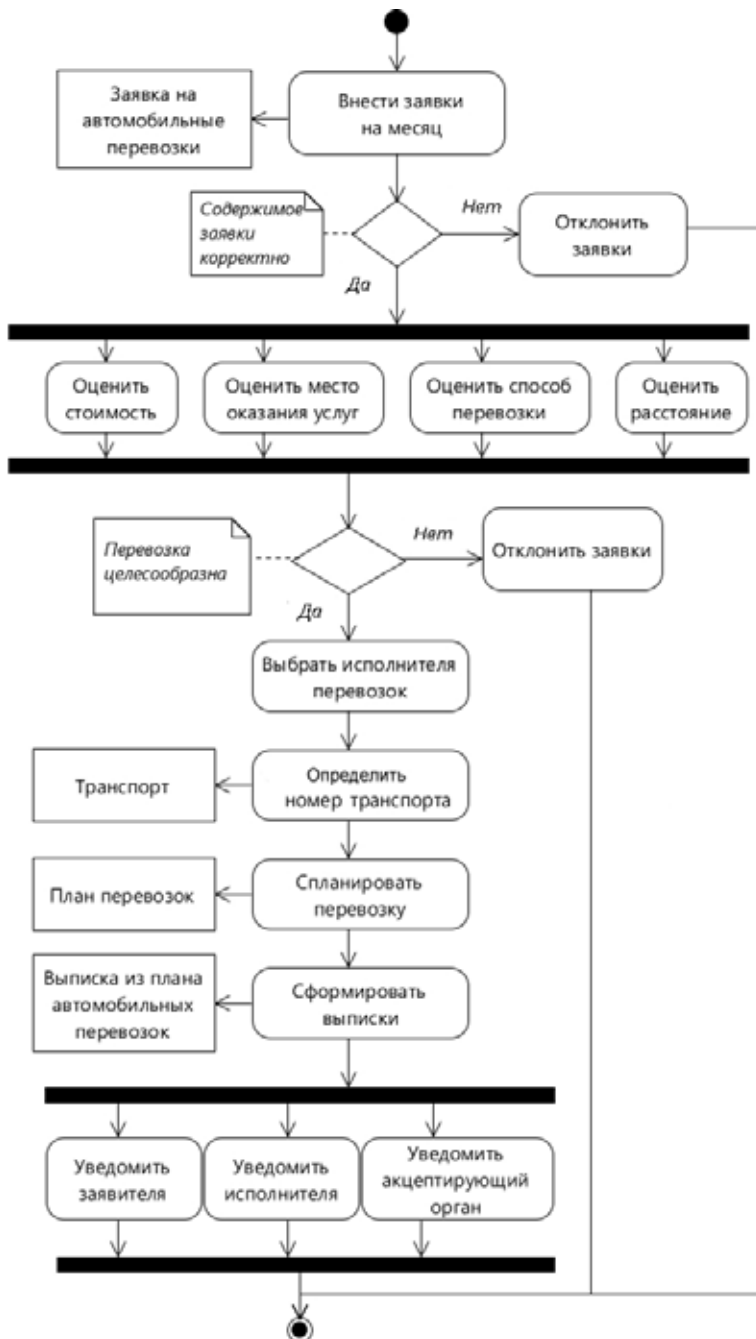 Заявка на
автомобильные
перевозки
Внести заявки
на месяц
Содержимое
заявки
корректно
Нет
Отклонить
заявки
Да
Оценить
стоимость
Оценить место
оказания услуг
Оценить способ
перевозки
Оценить
расстояние
Перевозка
целесообразна
Нет
Отклонить заявки
Да
Выбрать исполнителя
перевозок
Транспорт
Определить
номер транспорта
План перевозок
Спланировать
перевозку
Выписка из плана
автомобильных
перевозок
Сформировать
выписки
Уведомить
заявителя
Уведомить
исполнителя
Уведомить
акцептирующий
орган